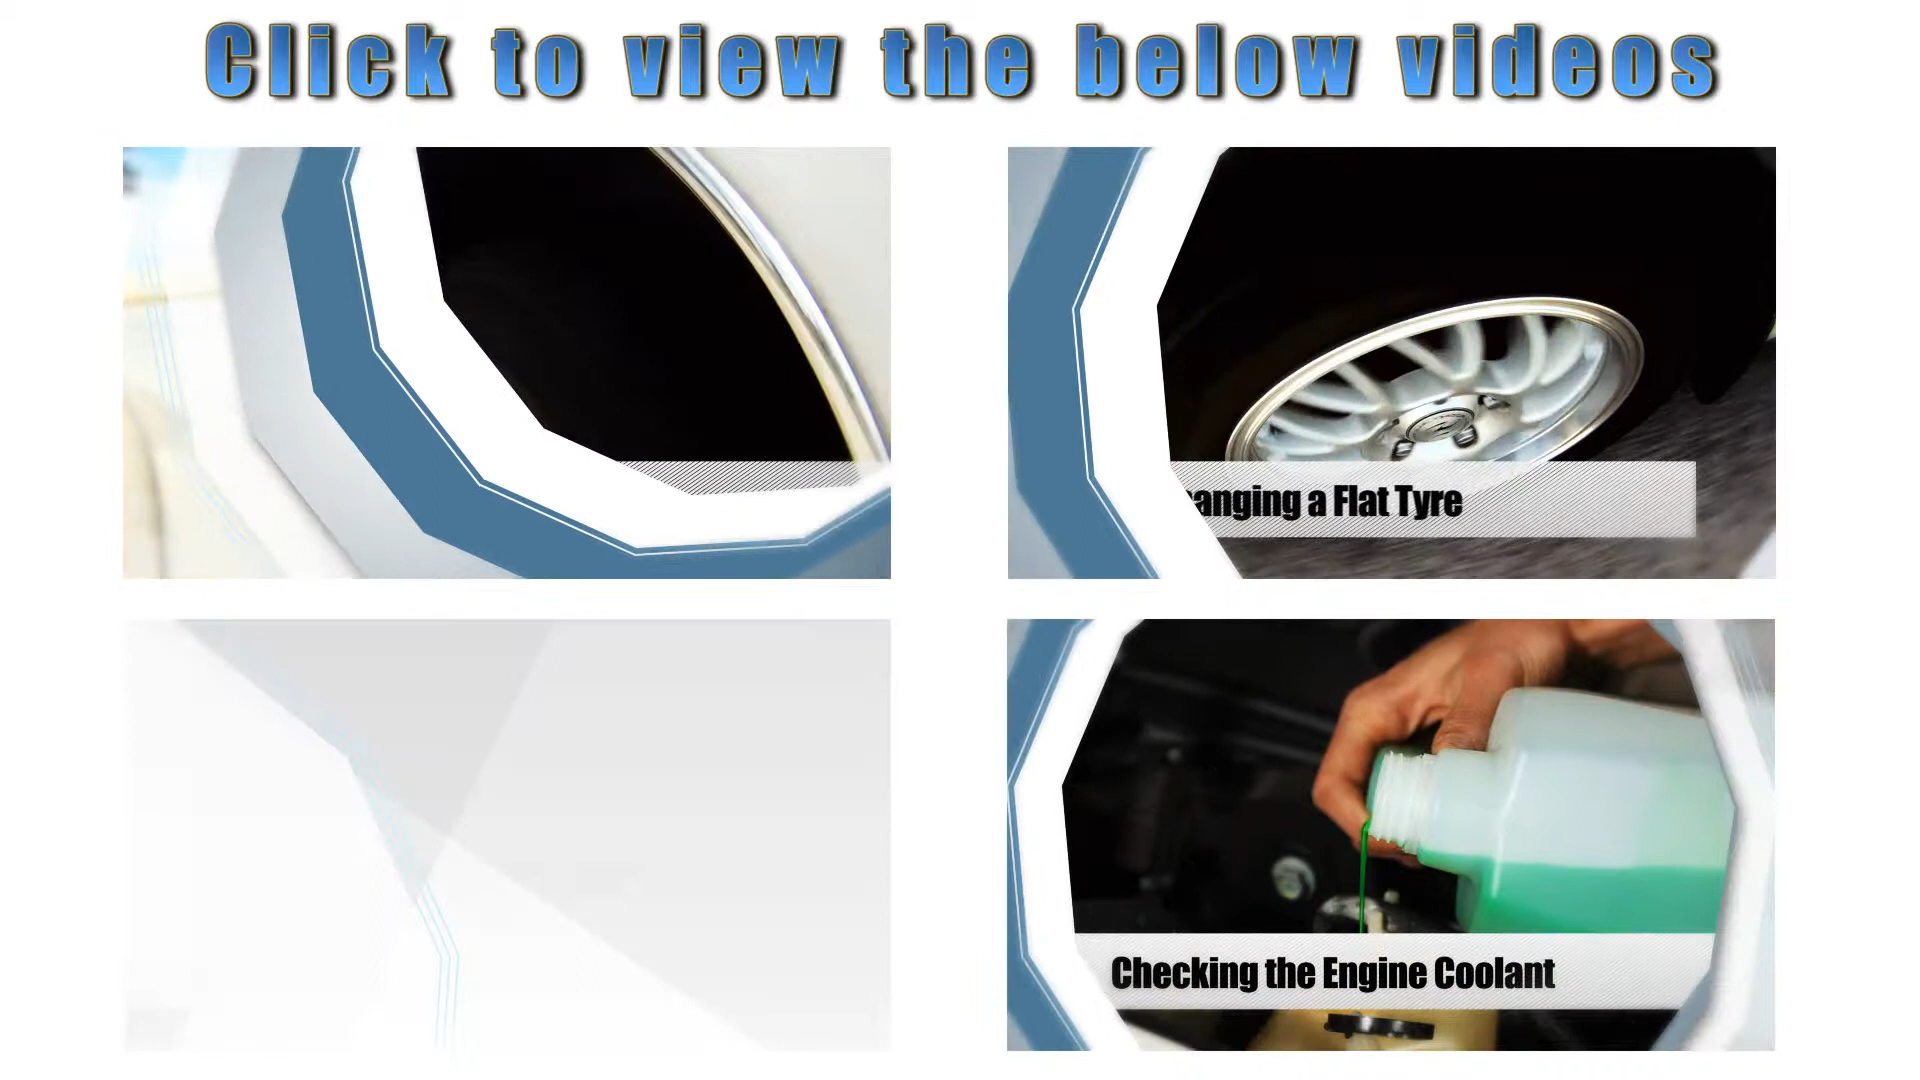 Click to view the below videos
anging a Flat Tyre
Checking the Engine Coolant